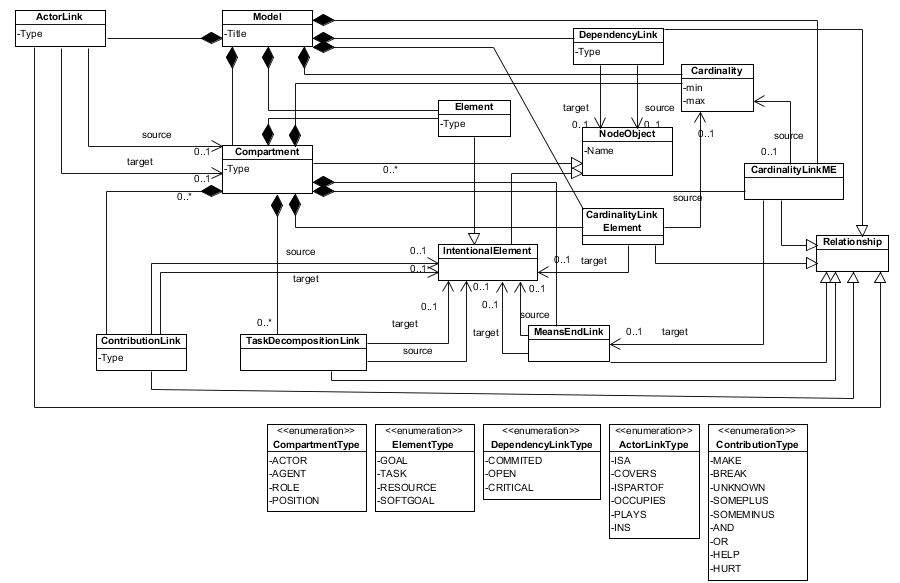 ActorLink
-Type
Model
-Title
DependencyLink
-Type
Cardinality
-min
-max
Element
-Type
target
source
0..1
0..1
NodeObject
-Name
0..1
source
0..1
source
0..1
target
0..1
Compartment
-Type
0..*
0..*
CardinalityLinkME
source
CardinalityLink
Element
Relationship
source
0..1
IntentionalElement
0..1
target
0..1
target
0..1
0..1
0..1
0..1
target
source
target
source
0..*
ContributionLink
-Type
TaskDecompositionLink
MeansEndLink
0..1
target
<<enumeration>>
CompartmentType
-ACTOR
-AGENT
-ROLE
-POSITION
<<enumeration>>
ElementType
-GOAL
-TASK
-RESOURCE
-SOFTGOAL
<<enumeration>>
DependencyLinkType
-COMMITED
-OPEN
-CRITICAL
<<enumeration>>
ActorLinkType
-ISA
-COVERS
-ISPARTOF
-OCCUPIES
-PLAYS
-INS
<<enumeration>>
ContributionType
-MAKE
-BREAK
-UNKNOWN
-SOMEPLUS
-SOMEMINUS
-AND
-OR
-HELP
-HURT